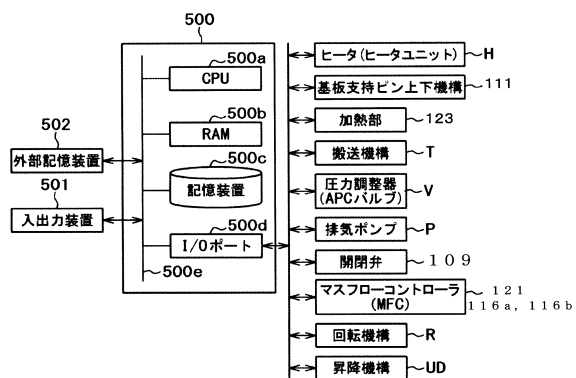 500
500a
CPU
500b
RAM
500c
記憶装置
500d
I/Oポート
500e
502
外部記憶装置
501
入出力装置
ヒータ(ヒータユニット)
H
基板支持ピン上下機構
111
加熱部
123
搬送機構
T
圧力調整器
(APCバルブ)
V
排気ポンプ
P
開閉弁
109
マスフローコントローラ
(MFC)
121
116a, 116b
回転機構
R
昇降機構
UD